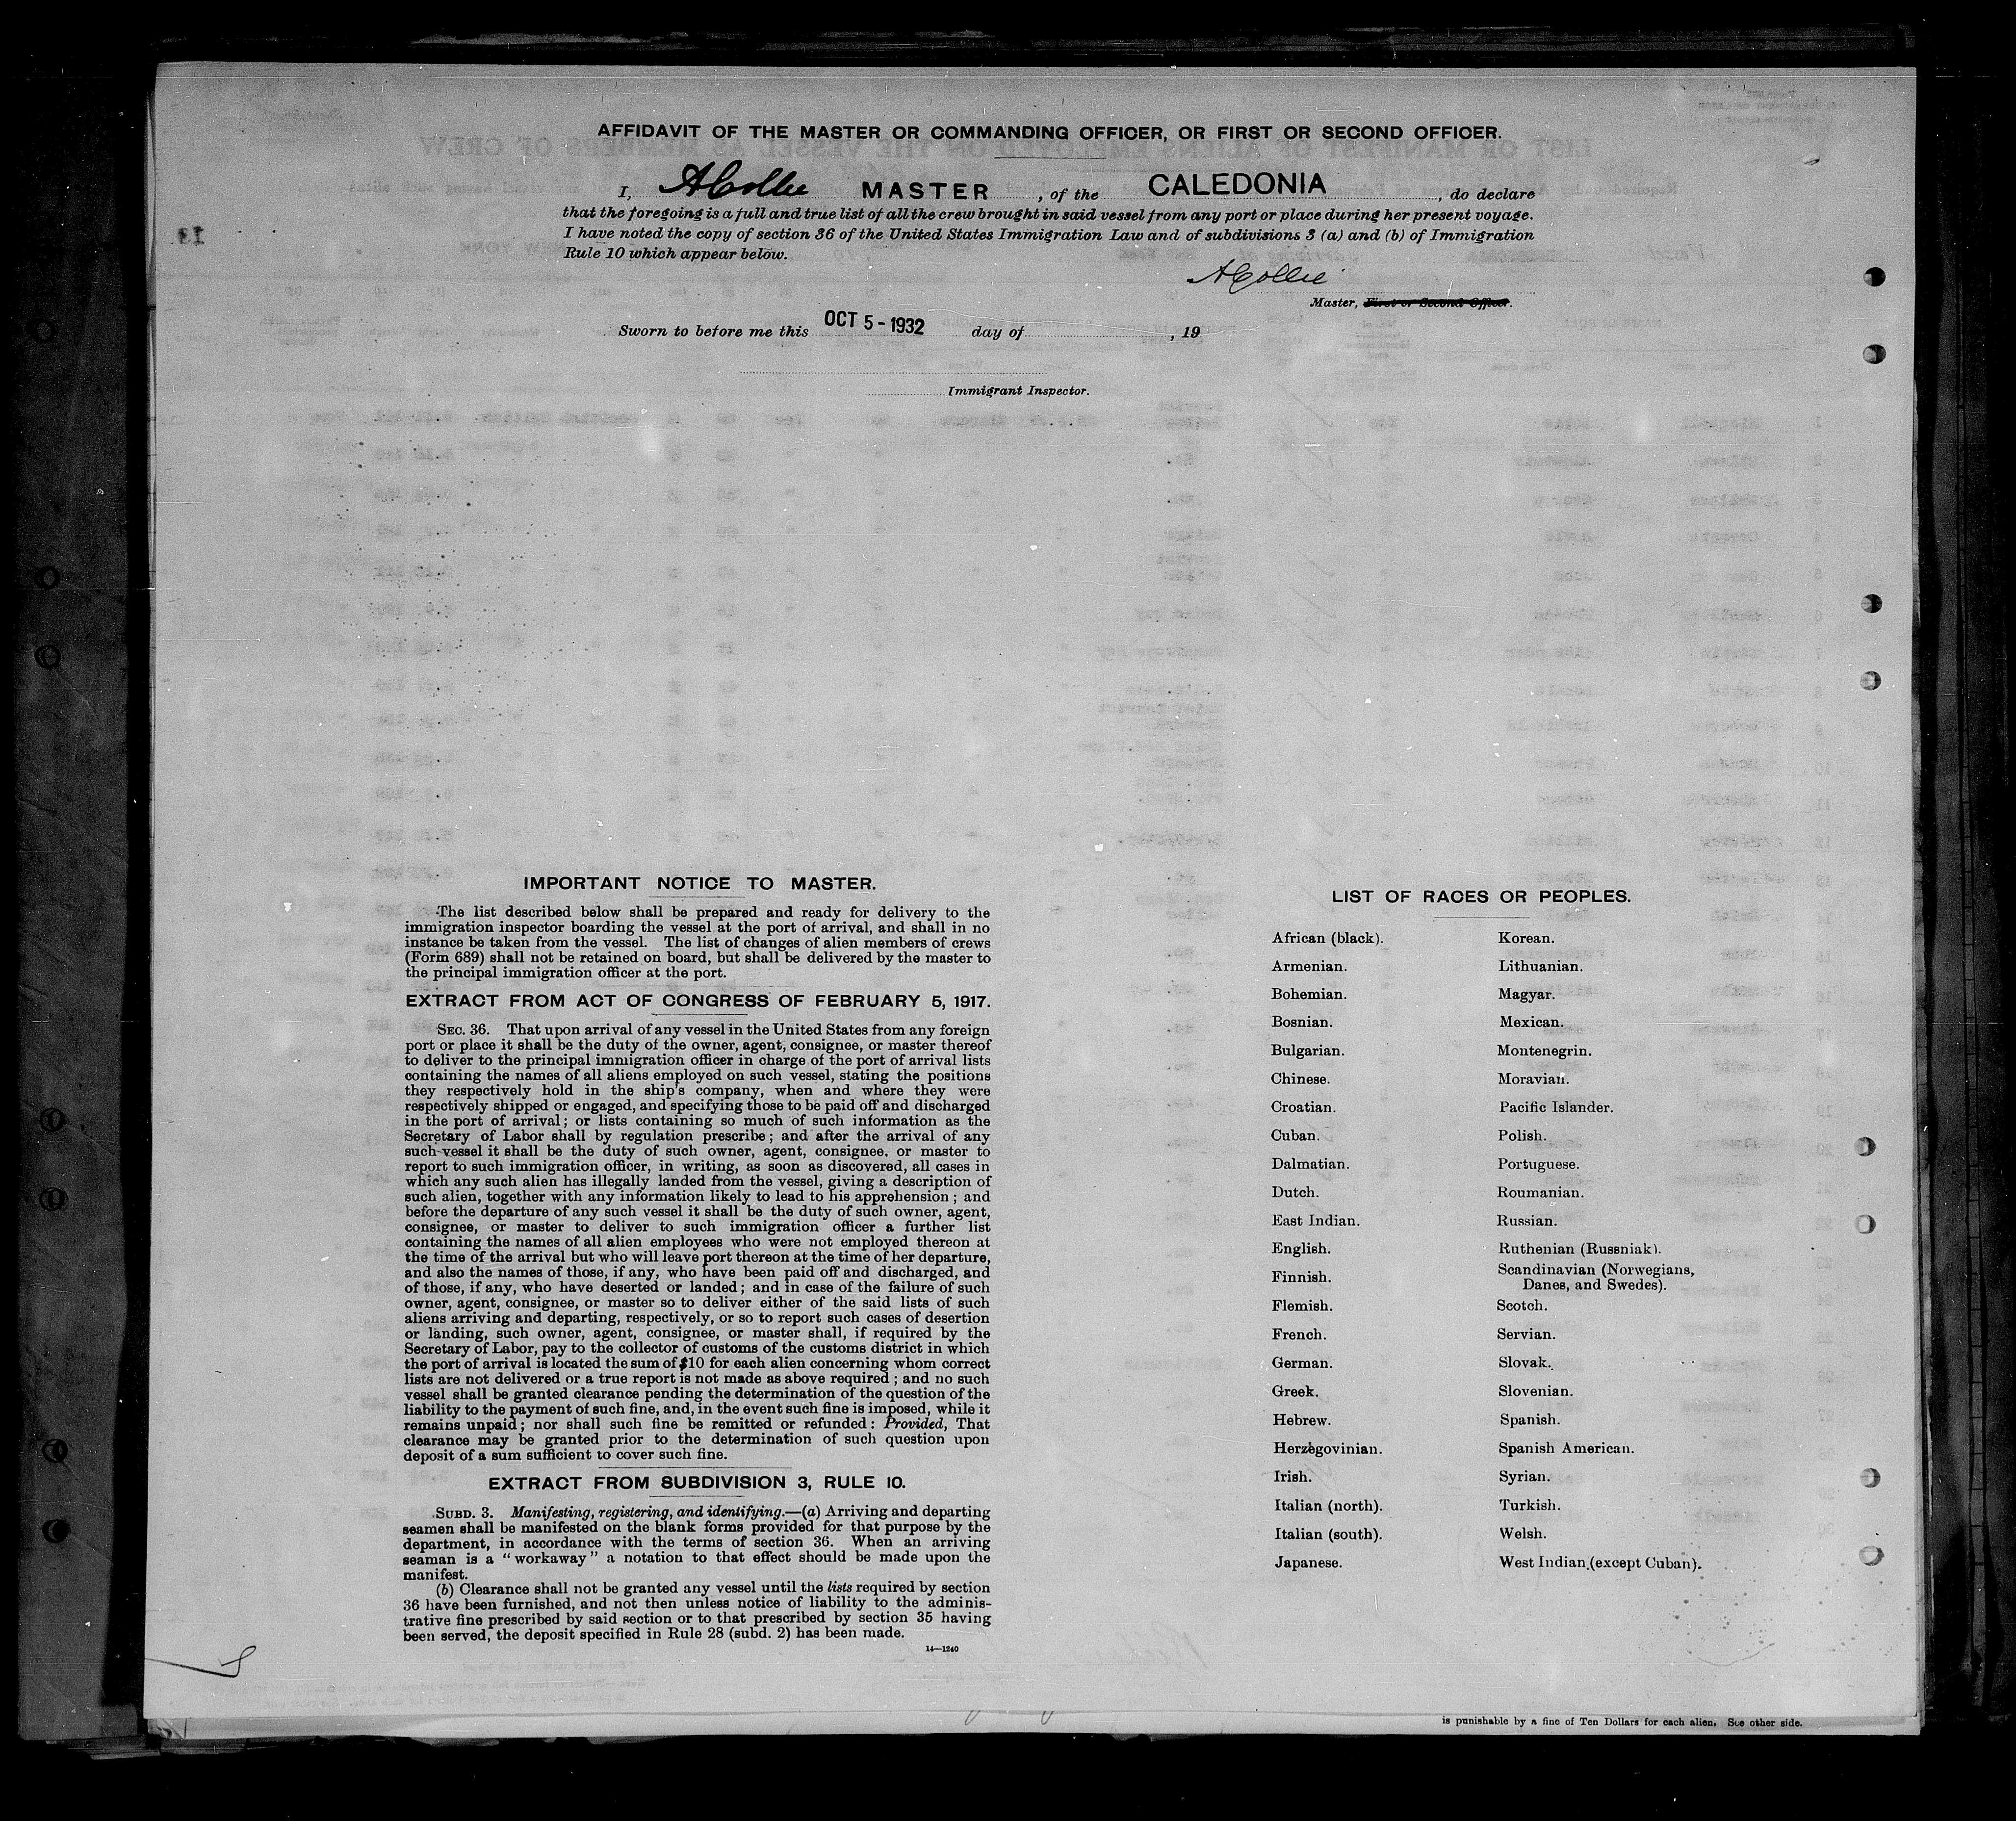 AFFIDAVIT OF THE MASTER OR COMMANDING OFFICER, OR FIRST OR SECOND OFFICER.
I, A Collie MASTER, of the CALEDONIA, do declare
that the foregoing is a full and true list of all the crew brought in said vessel from any port or place during her present voyage.
I have noted the copy of section 36 of the United States Immigration Law and of subdivisions 3 (a) and (b) of Immigration
Rule 10 which appear below.
A Collie
Master, First or Second Officer.
Sworn to before me this OCT 5 - 1932 day of , 19
Immigrant Inspector.
IMPORTANT NOTICE TO MASTER.
The list described below shall be prepared and ready for delivery to the
immigration inspector boarding the vessel at the port of arrival, and shall in no
instance be taken from the vessel. The list of changes of alien members of crews
(Form 689) shall not be retained on board, but shall be delivered by the master to
the principal immigration officer at the port.
EXTRACT FROM ACT OF CONGRESS OF FEBRUARY 5, 1917.
SEC. 36. That upon arrival of any vessel in the United States from any foreign
port or place it shall be the duty of the owner, agent, consignee, or master thereof
to deliver to the principal immigration officer in charge of the port of arrival lists
containing the names of all aliens employed on such vessel, stating the positions
they respectively hold in the ship's company, when and where they were
respectively shipped or engaged, and specifying those to be paid off and discharged
in the port of arrival; or lists containing so much of such information as the
Secretary of Labor shall by regulation prescribe; and after the arrival of any
such vessel it shall be the duty of such owner, agent, consignee, or master to
report to such immigration officer, in writing, as soon as discovered, all cases in
which any such alien has illegally landed from the vessel, giving a description of
such alien, together with any information likely to lead to his apprehension; and
before the departure of any such vessel it shall be the duty of such owner, agent,
consignee, or master to deliver to such immigration officer a further list
containing the names of all alien employees who were not employed thereon at
the time of the arrival but who will leave port thereon at the time of her departure,
and also the names of those, if any, who have been paid off and discharged, and
of those, if any, who have deserted or landed; and in case of the failure of such
owner, agent, consignee, or master so to deliver either of the said lists of such
aliens arriving and departing, respectively, or so to report such cases of desertion
or landing, such owner, agent, consignee, or master shall, if required by the
Secretary of Labor, pay to the collector of customs of the customs district in which
the port of arrival is located the sum of $10 for each alien concerning whom correct
lists are not delivered or a true report is not made as above required; and no such
vessel shall be granted clearance pending the determination of the question of the
liability to the payment of such fine, and, in the event such fine is imposed, while it
remains unpaid; nor shall such fine be remitted or refunded: Provided, That
clearance may be granted prior to the determination of such question upon
deposit of a sum sufficient to cover such fine.
EXTRACT FROM SUBDIVISION 3, RULE 10.
SUBD. 3. Manifesting, registering, and identifying.—(a) Arriving and departing
seamen shall be manifested on the blank forms provided for that purpose by the
department, in accordance with the terms of section 36. When an arriving
seaman is a "workaway" a notation to that effect should be made upon the
manifest.
(b) Clearance shall not be granted any vessel until the lists required by section
36 have been furnished, and not then unless notice of liability to the adminis-
trative fine prescribed by said section or to that prescribed by section 35 having
been served, the deposit specified in Rule 28 (subd. 2) has been made.
14—1240
LIST OF RACES OR PEOPLES.
African (black).
Armenian.
Bohemian.
Bosnian.
Bulgarian.
Chinese.
Croatian.
Cuban.
Dalmatian.
Dutch.
East Indian.
English.
Finnish.
Flemish.
French.
German.
Greek.
Hebrew.
Herzegovinian.
Irish.
Italian (north).
Italian (south).
Japanese.
Korean.
Lithuanian.
Magyar.
Mexican.
Montenegrin.
Moravian.
Pacific Islander.
Polish.
Portuguese.
Roumanian.
Russian.
Ruthenian (Russniak).
Scandinavian (Norwegians,
Danes, and Swedes).
Scotch.
Servian.
Slovak.
Slovenian.
Spanish.
Spanish American.
Syrian.
Turkish.
Welsh.
West Indian (except Cuban).
is punishable by a fine of Ten Dollars for each alien. See other side.